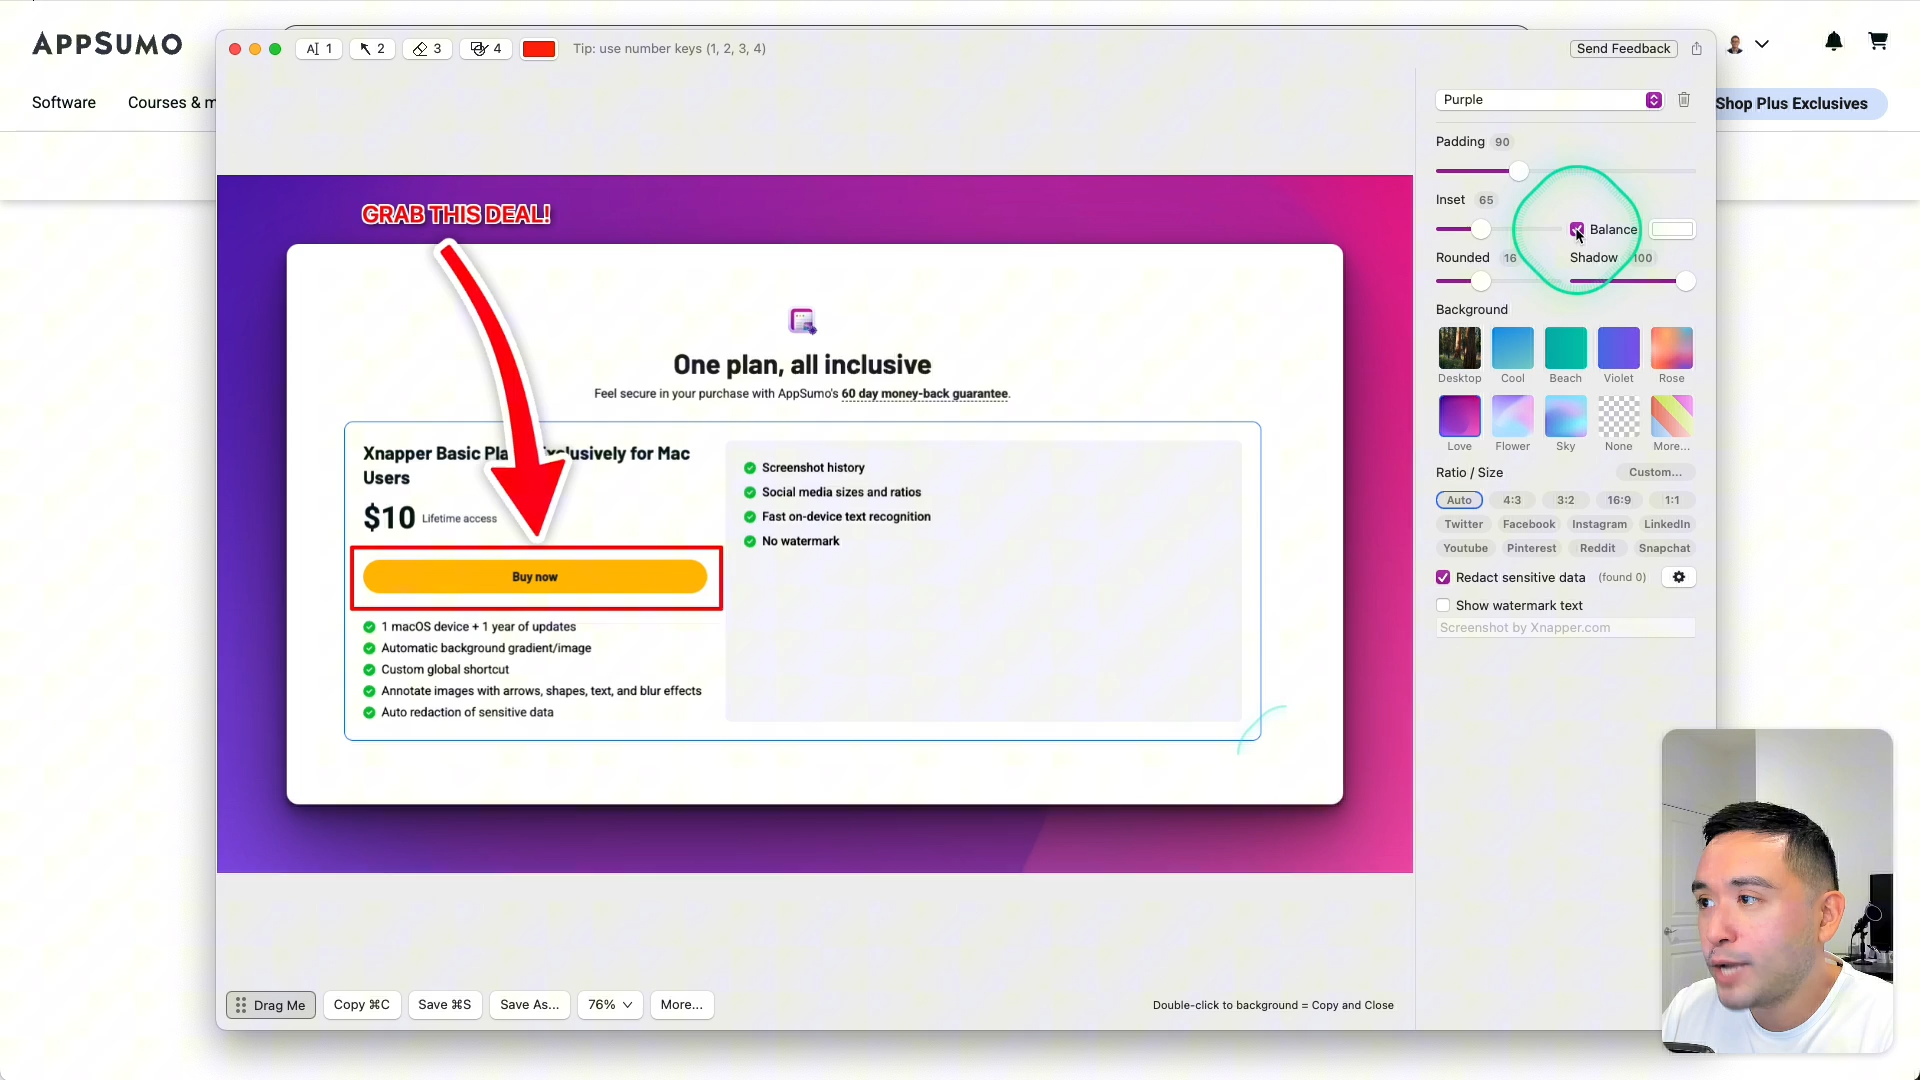 APPSUMO
1
2
3
4
Tip: use number keys (1, 2, 3, 4)
Send Feedback
Software
Courses & m
Shop Plus Exclusives
Purple
Padding 90
Inset 65
Balance
Rounded 16
Shadow 100
Background
Desktop
Cool
Beach
Violet
Rose
Love
Flower
Sky
None
More...
Ratio / Size
Custom...
Auto
4:3
3:2
16:9
1:1
Twitter
Facebook
Instagram
LinkedIn
Youtube
Pinterest
Reddit
Snapchat
Redact sensitive data (found 0)
Show watermark text
Screenshot by Xnapper.com
GRAB THIS DEAL!
One plan, all inclusive
Feel secure in your purchase with AppSumo's 60 day money-back guarantee.
Xnapper Basic Pla xclusively for Mac
Users
$10 Lifetime access
Buy now
1 macOS device + 1 year of updates
Automatic background gradient/image
Custom global shortcut
Annotate images with arrows, shapes, text, and blur effects
Auto redaction of sensitive data
Screenshot history
Social media sizes and ratios
Fast on-device text recognition
No watermark
Drag Me
Copy ⌘C
Save ⌘S
Save As...
76%
More...
Double-click to background = Copy and Close